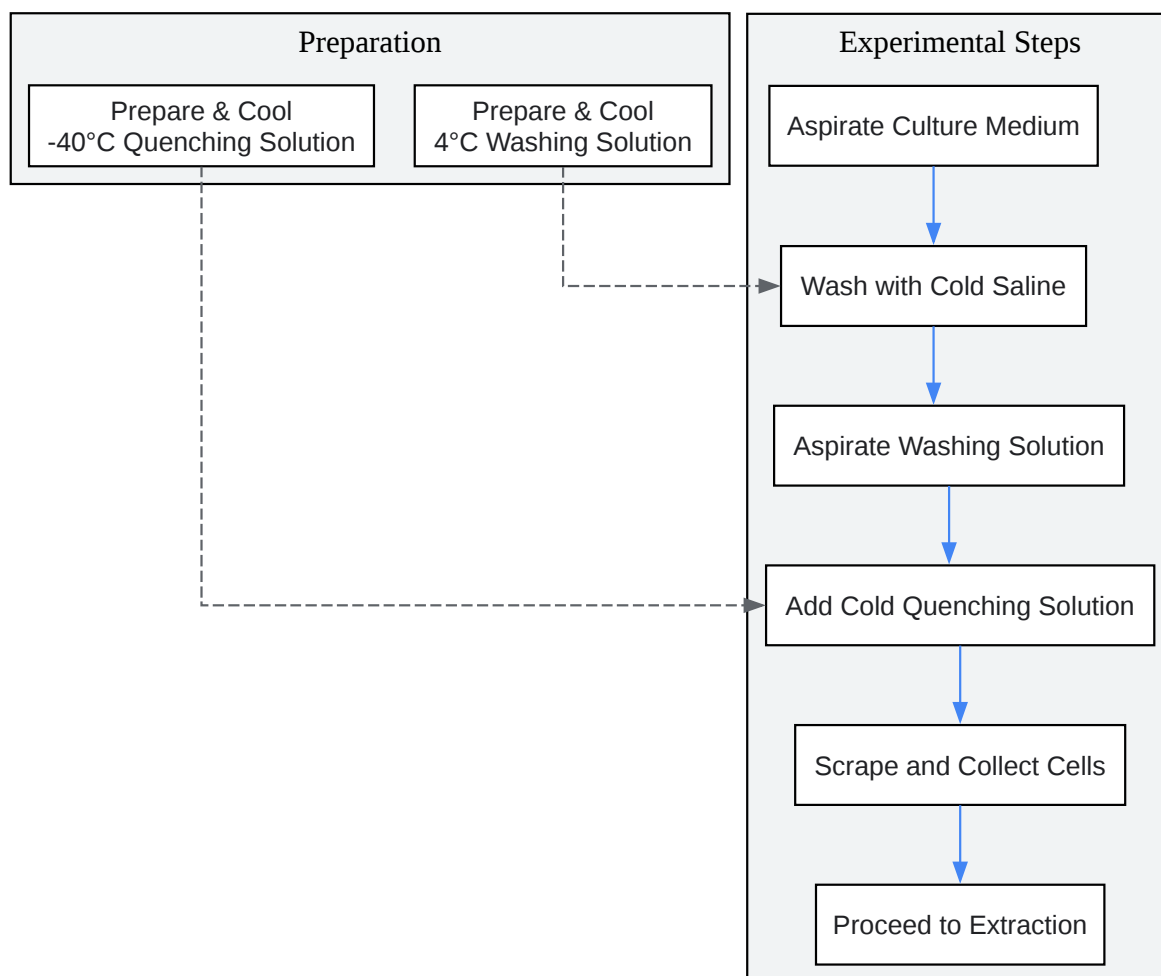 Preparation
Prepare & Cool
-40°C Quenching Solution
Prepare & Cool
4°C Washing Solution
Experimental Steps
Aspirate Culture Medium
Wash with Cold Saline
Aspirate Washing Solution
Add Cold Quenching Solution
Scrape and Collect Cells
Proceed to Extraction